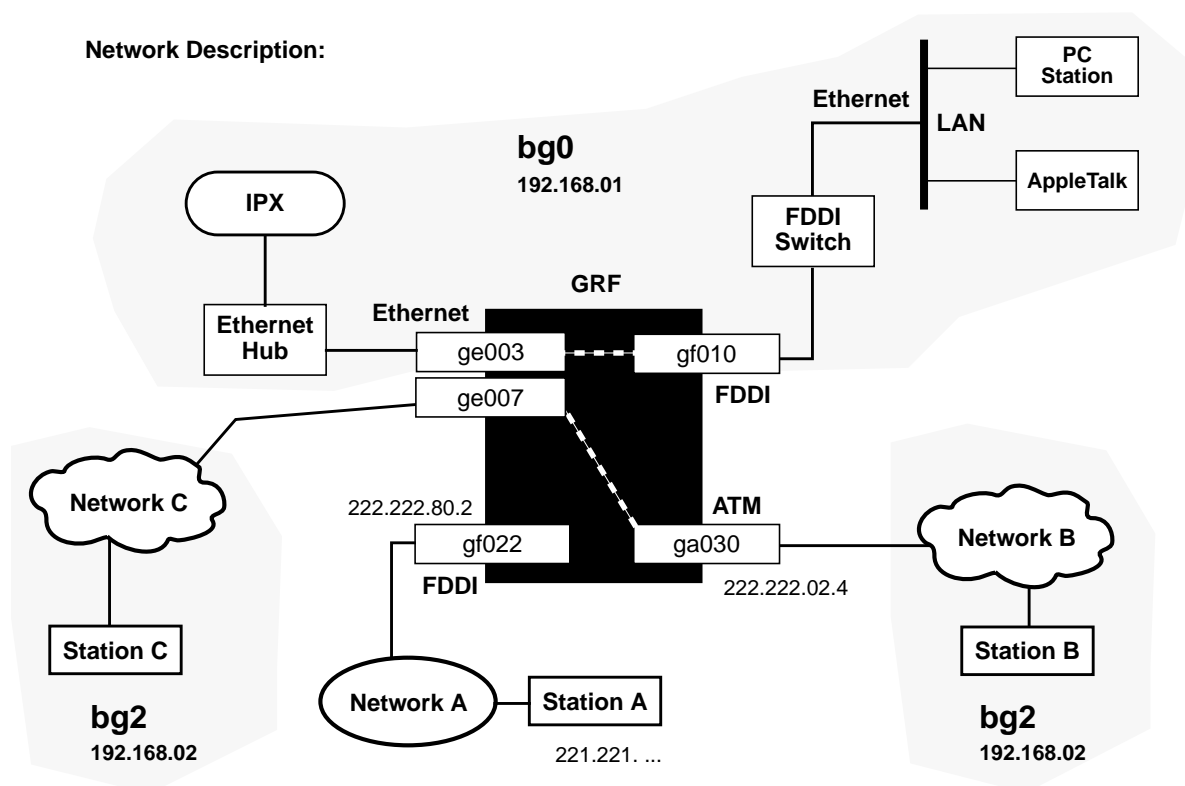 Network Description:
PC
Station
Ethernet
LAN
bg0
192.168.01
AppleTalk
IPX
FDDI
Switch
GRF
Ethernet
Ethernet
Hub
ge003
gf010
FDDI
ge007
Network C
222.222.80.2
ATM
gf022
ga030
Network B
FDDI
222.222.02.4
Station C
Station B
Network A
Station A
bg2
192.168.02
221.221. ...
bg2
192.168.02